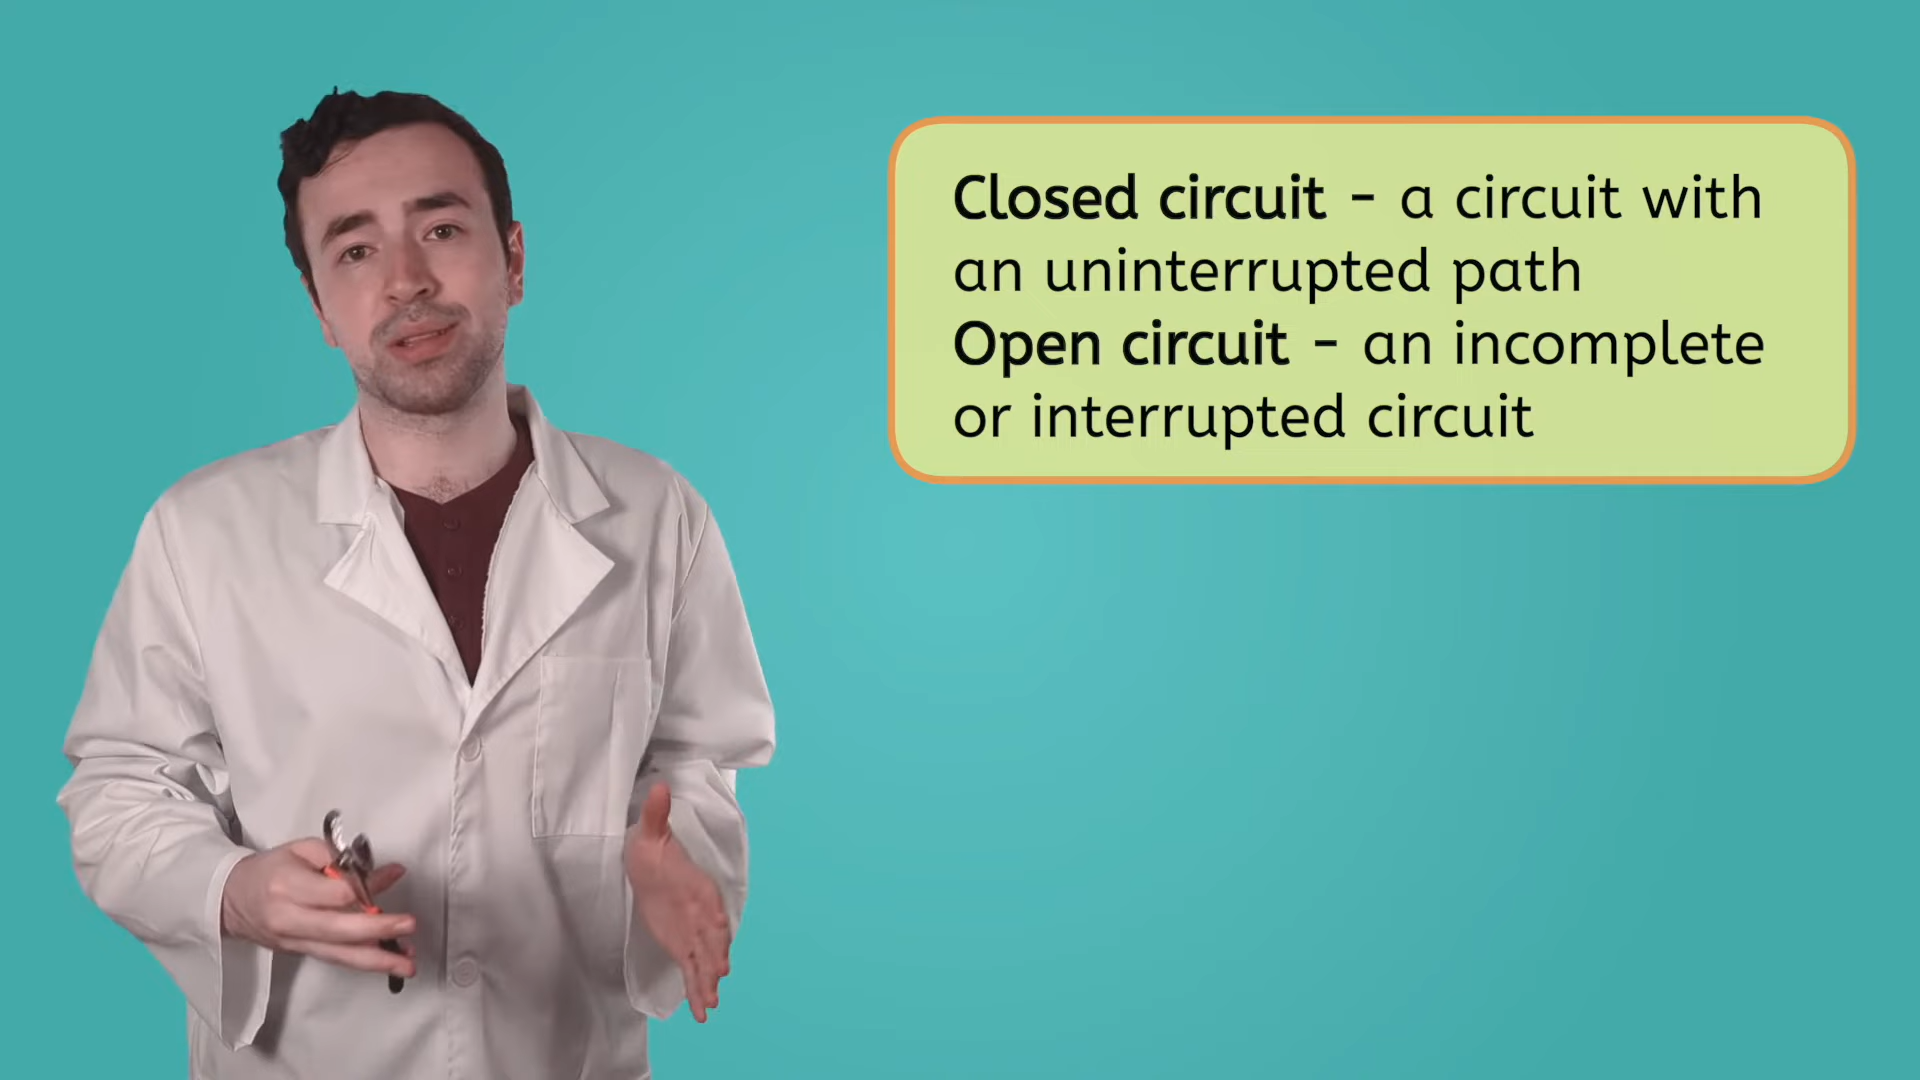 Closed circuit - a circuit with
an uninterrupted path
Open circuit - an incomplete
or interrupted circuit